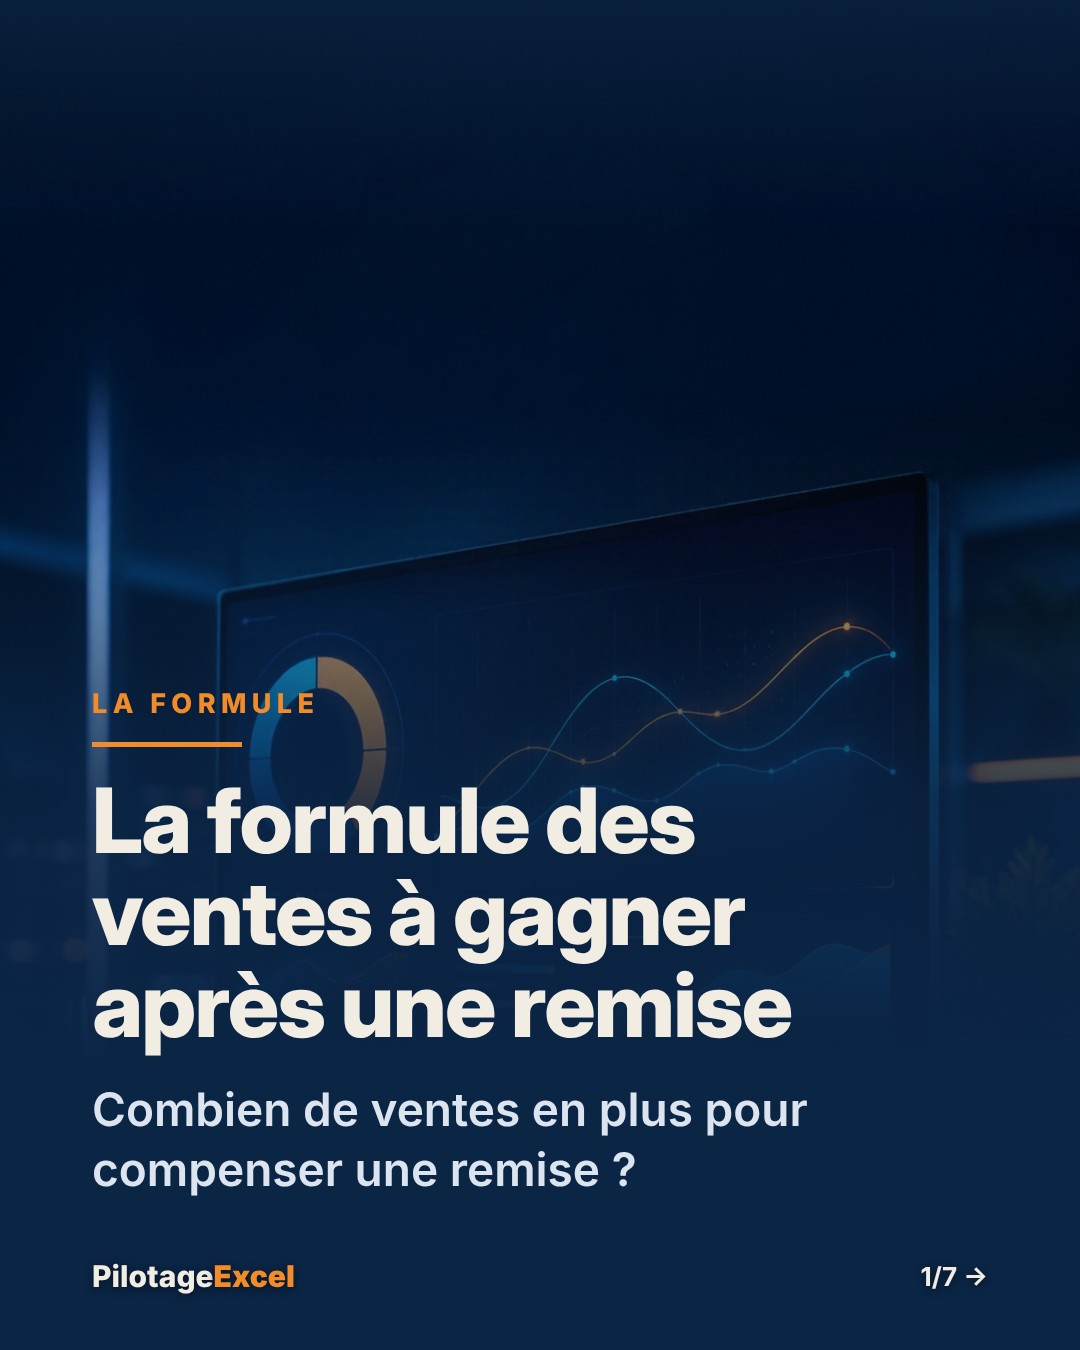 LA FORMULE
La formule des
ventes à gagner
après une remise
Combien de ventes en plus pour
compenser une remise ?
PilotageExcel
1/7 →